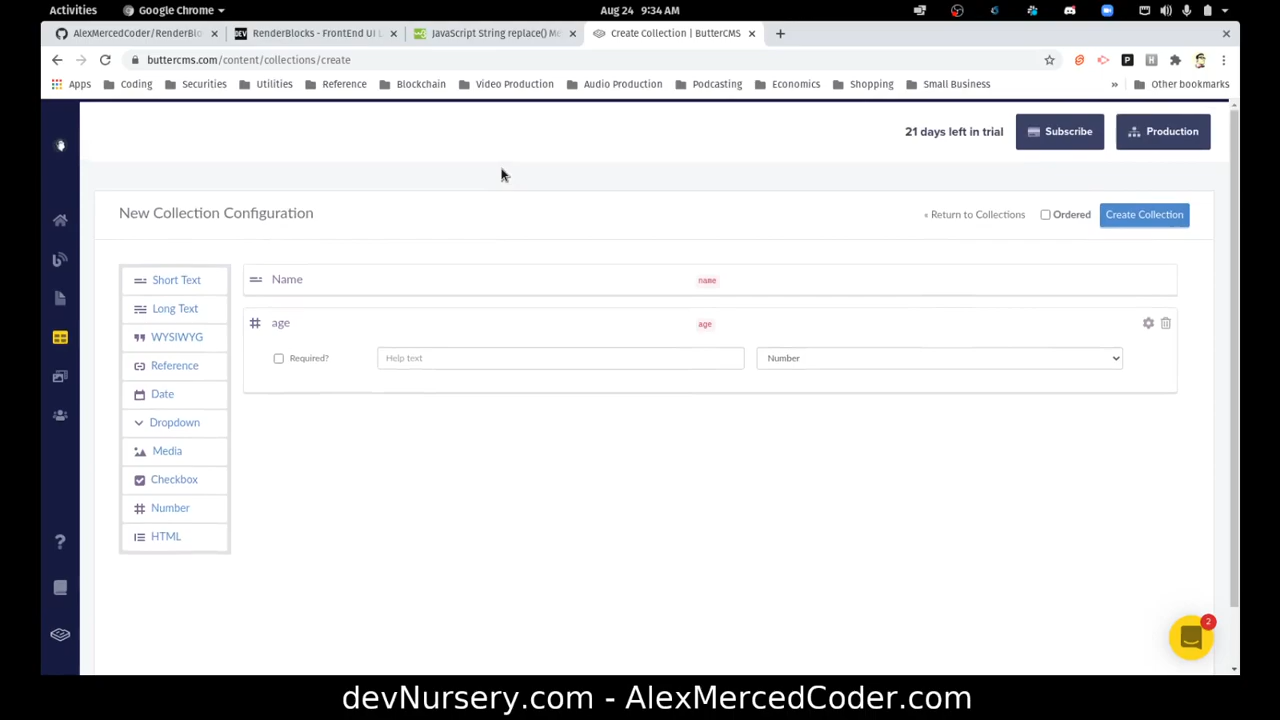 Activities
Google Chrome
Aug 24 9:34 AM
AlexMercedCoder/RenderBlo
DEV
RenderBlocks - FrontEnd UI L
JavaScript String replace() Me
Create Collection | ButterCMS
buttercms.com/content/collections/create
P
H
Apps
Coding
Securities
Utilities
Reference
Blockchain
Video Production
Audio Production
Podcasting
Economics
Shopping
Small Business
»
Other bookmarks
21 days left in trial
Subscribe
Production
New Collection Configuration
« Return to Collections
Ordered
Create Collection
Short Text
Long Text
WYSIWYG
Reference
Date
Dropdown
Media
Checkbox
Number
HTML
Name
name
age
age
Required?
Help text
Number
2
devNursery.com - AlexMercedCoder.com